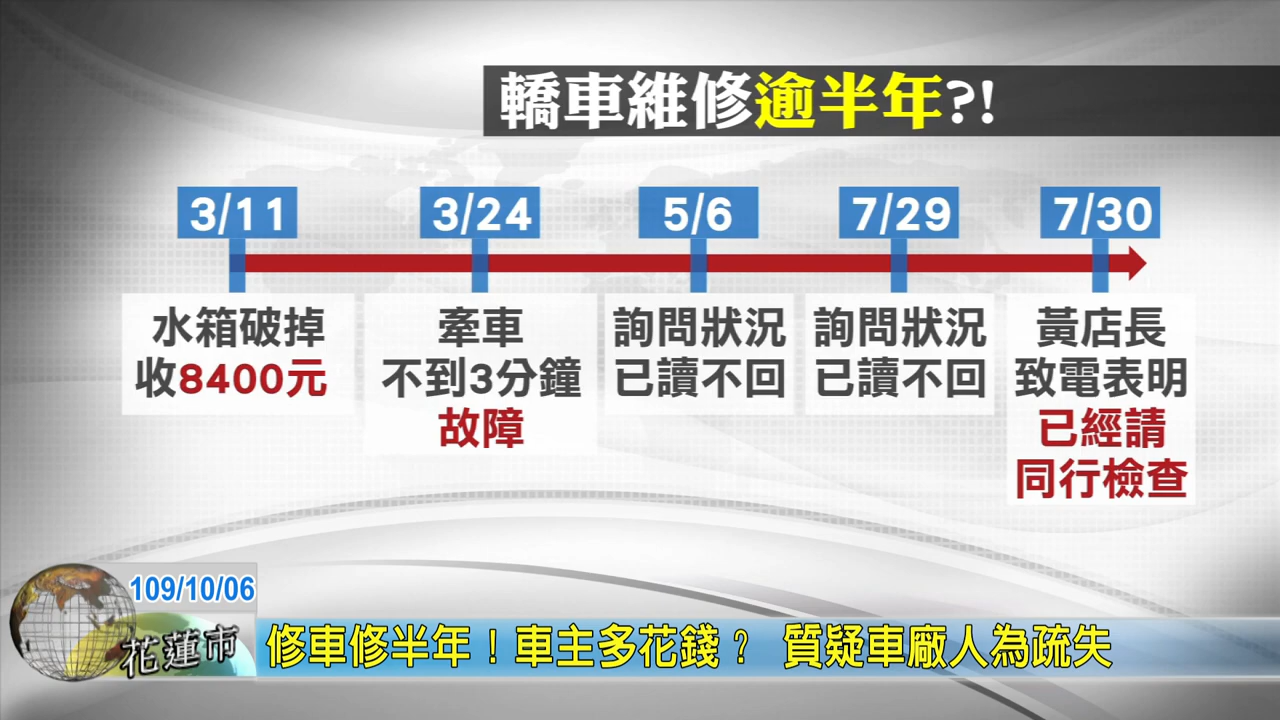 轎車維修逾半年?!
3/11
3/24
5/6
7/29
7/30
水箱破掉
收8400元
牽車
不到3分鐘
故障
詢問狀況
已讀不回
詢問狀況
已讀不回
黃店長
致電表明
已經請
同行檢查
109/10/06
花蓮市
修車修半年！車主多花錢？ 質疑車廠人為疏失